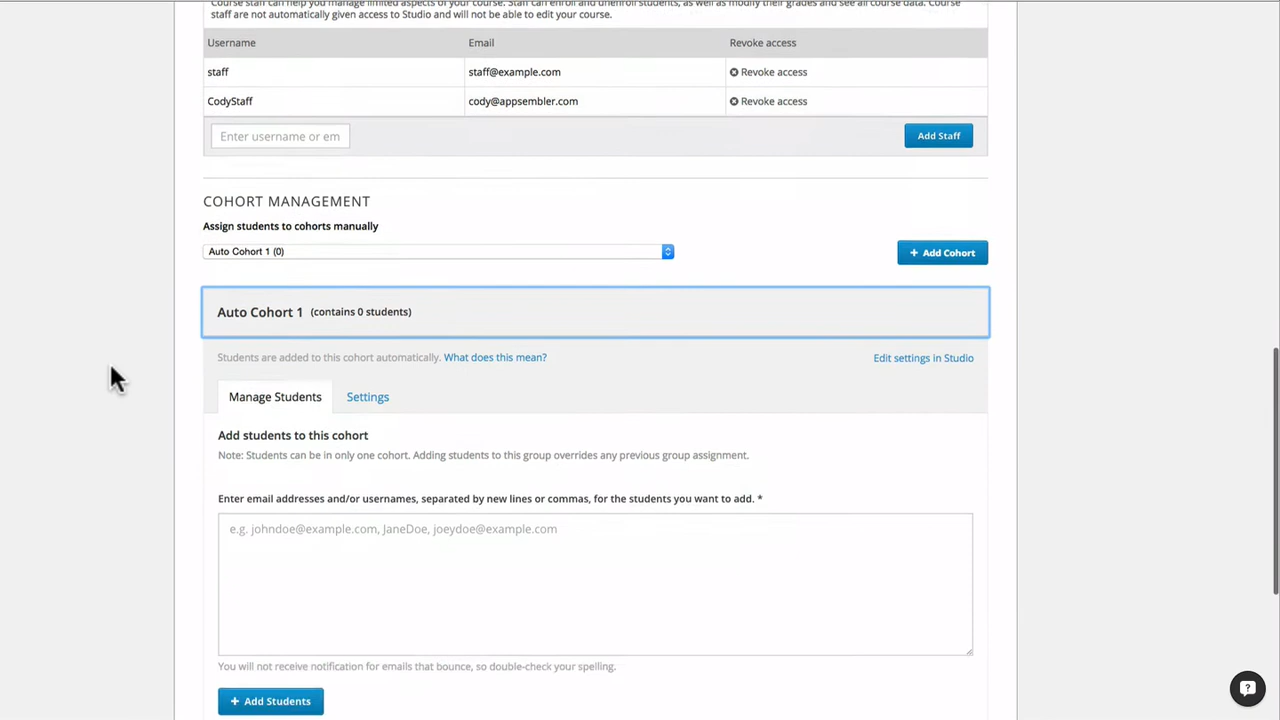 Course staff can help you manage limited aspects of your course. Staff can enroll and unenroll students, as well as modify their grades and see all course data. Course
staff are not automatically given access to Studio and will not be able to edit your course.
Username Email Revoke access
staff staff@example.com Revoke access
CodyStaff cody@appsembler.com Revoke access
Enter username or em Add Staff
COHORT MANAGEMENT
Assign students to cohorts manually
Auto Cohort 1 (0) + Add Cohort
Auto Cohort 1 (contains 0 students)
Students are added to this cohort automatically. What does this mean? Edit settings in Studio
Manage Students Settings
Add students to this cohort
Note: Students can be in only one cohort. Adding students to this group overrides any previous group assignment.
Enter email addresses and/or usernames, separated by new lines or commas, for the students you want to add. *
e.g. johndoe@example.com, JaneDoe, joeydoe@example.com
You will not receive notification for emails that bounce, so double-check your spelling.
+ Add Students